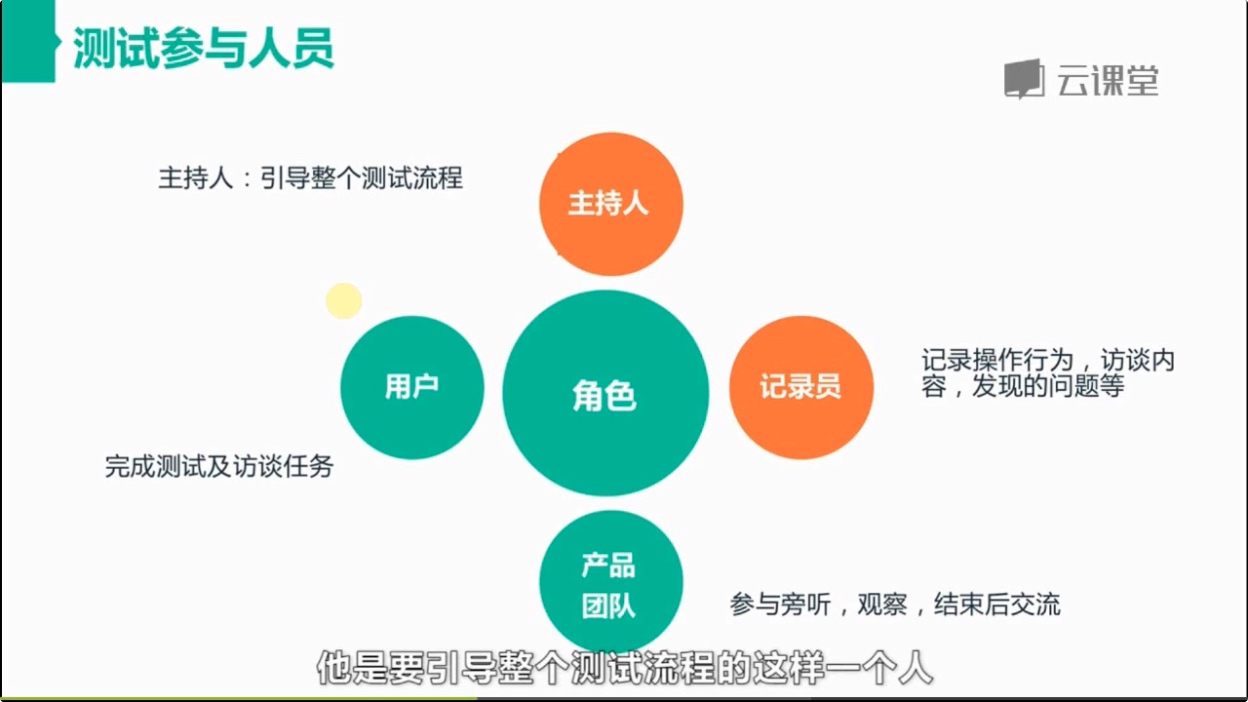 测试参与人员
云课堂
主持人：引导整个测试流程
主持人
用户
角色
记录员
记录操作行为，访谈内
容，发现的问题等
完成测试及访谈任务
产品
团队
参与旁听，观察，结束后交流
他是要引导整个测试流程的这样一个人